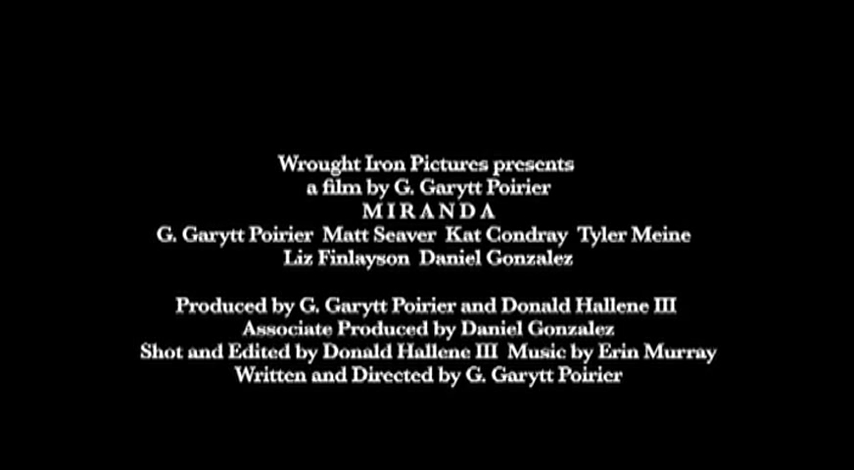 Wrought Iron Pictures presents
a film by G. Garytt Poirier
MIRANDA
G. Garytt Poirier Matt Seaver Kat Condray Tyler Meine
Liz Finlayson Daniel Gonzalez
Produced by G. Garytt Poirier and Donald Hallene III
Associate Produced by Daniel Gonzalez
Shot and Edited by Donald Hallene III Music by Erin Murray
Written and Directed by G. Garytt Poirier